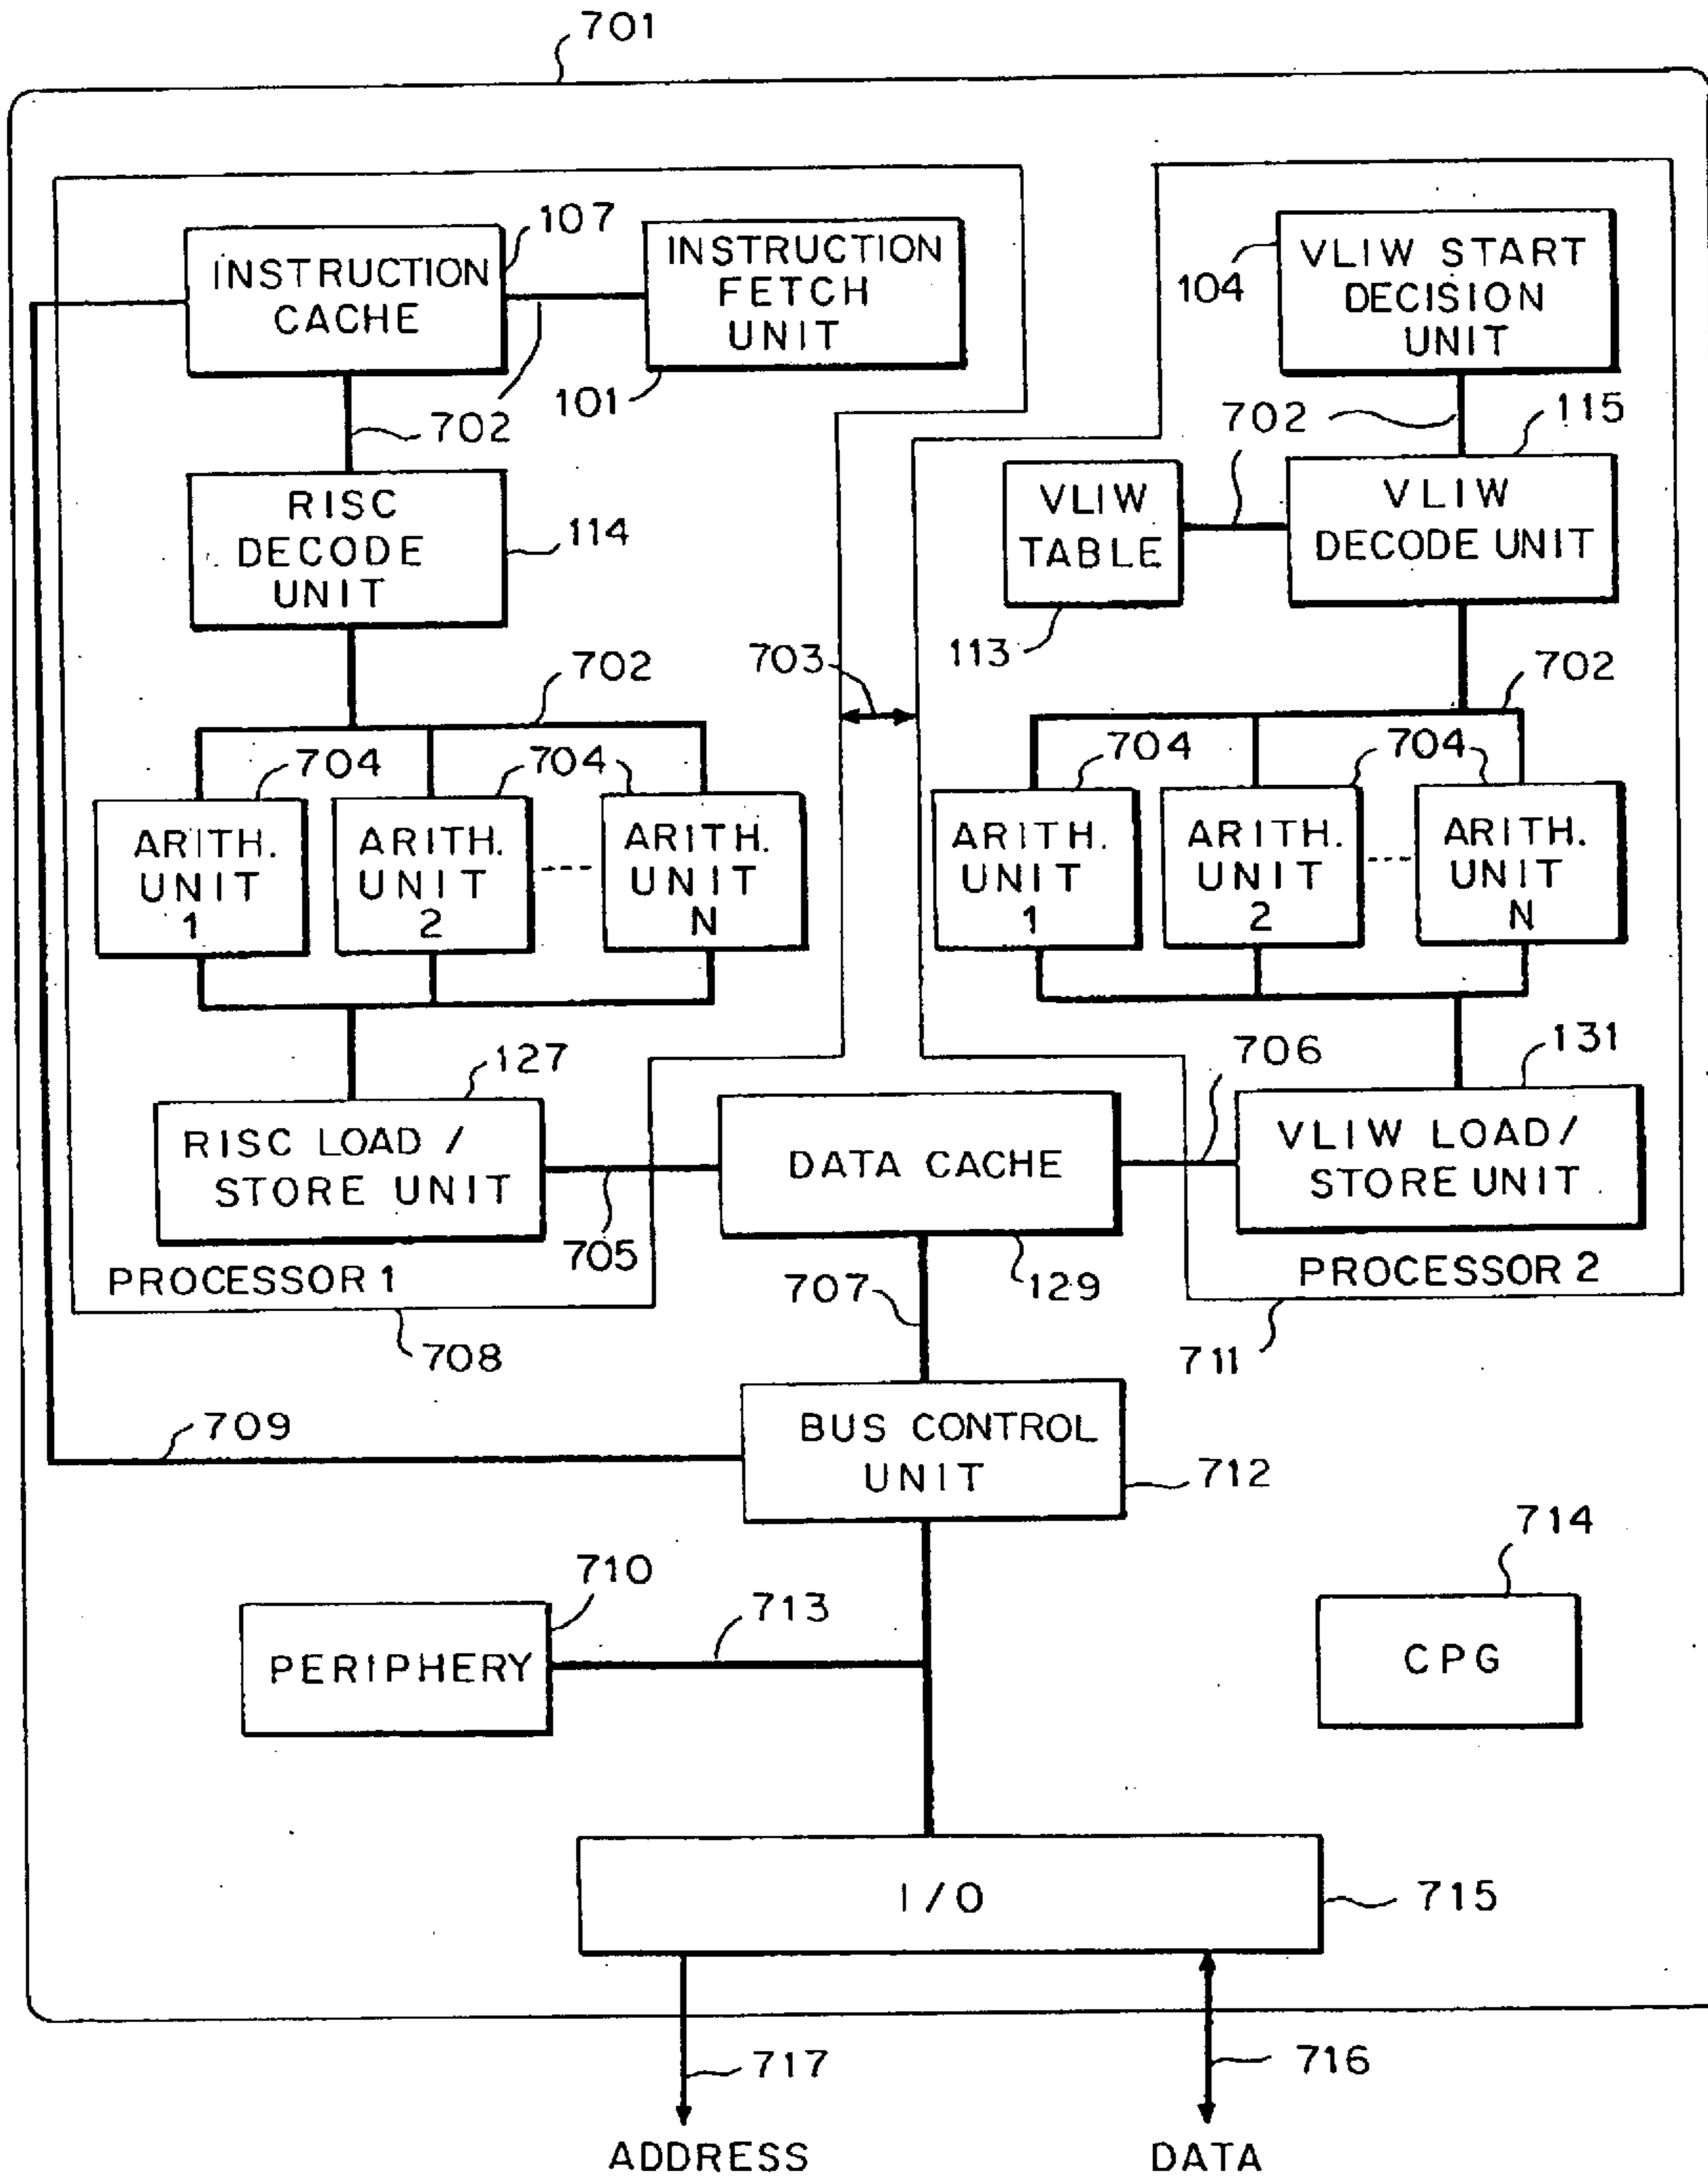 701
107
INSTRUCTION
CACHE
INSTRUCTION
FETCH
UNIT
101
702
104
VLIW START
DECISION
UNIT
702
115
RISC
DECODE
UNIT
114
VLIW
TABLE
113
VLIW
DECODE UNIT
703
702
702
704
704
704
704
ARITH.
UNIT
1
ARITH.
UNIT
2
ARITH.
UNIT
N
ARITH.
UNIT
1
ARITH.
UNIT
2
ARITH.
UNIT
N
127
RISC LOAD /
STORE UNIT
705
DATA CACHE
129
706
131
VLIW LOAD/
STORE UNIT
PROCESSOR 1
708
707
PROCESSOR 2
711
709
BUS CONTROL
UNIT
712
710
PERIPHERY
713
714
CPG
I/O
715
717
716
ADDRESS
DATA